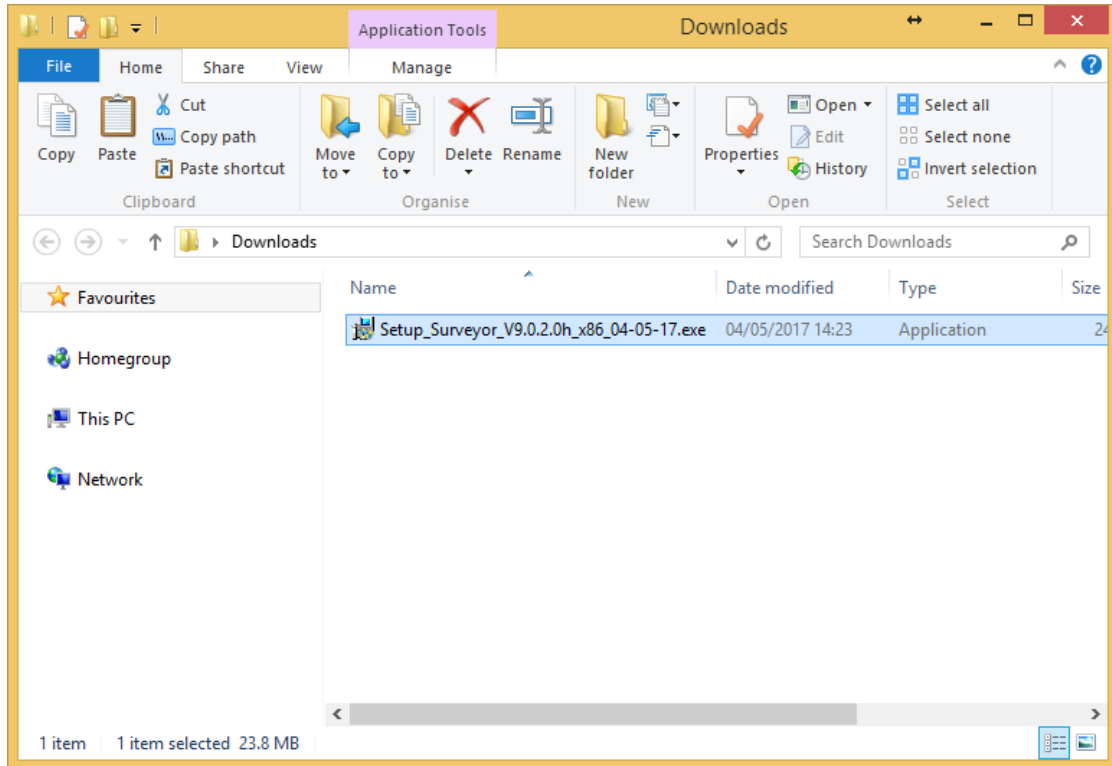 Application Tools
Downloads
File Home Share View Manage
Copy
Paste
Cut
Copy path
Paste shortcut
Clipboard
Move to
Copy to
Delete
Rename
Organise
New folder
New
Properties
Open
Edit
History
Open
Select all
Select none
Invert selection
Select
Downloads
Search Downloads
Favourites
Homegroup
This PC
Network
Name Date modified Type Size
Setup_Surveyor_V9.0.2.0h_x86_04-05-17.exe 04/05/2017 14:23 Application 24
1 item 1 item selected 23.8 MB